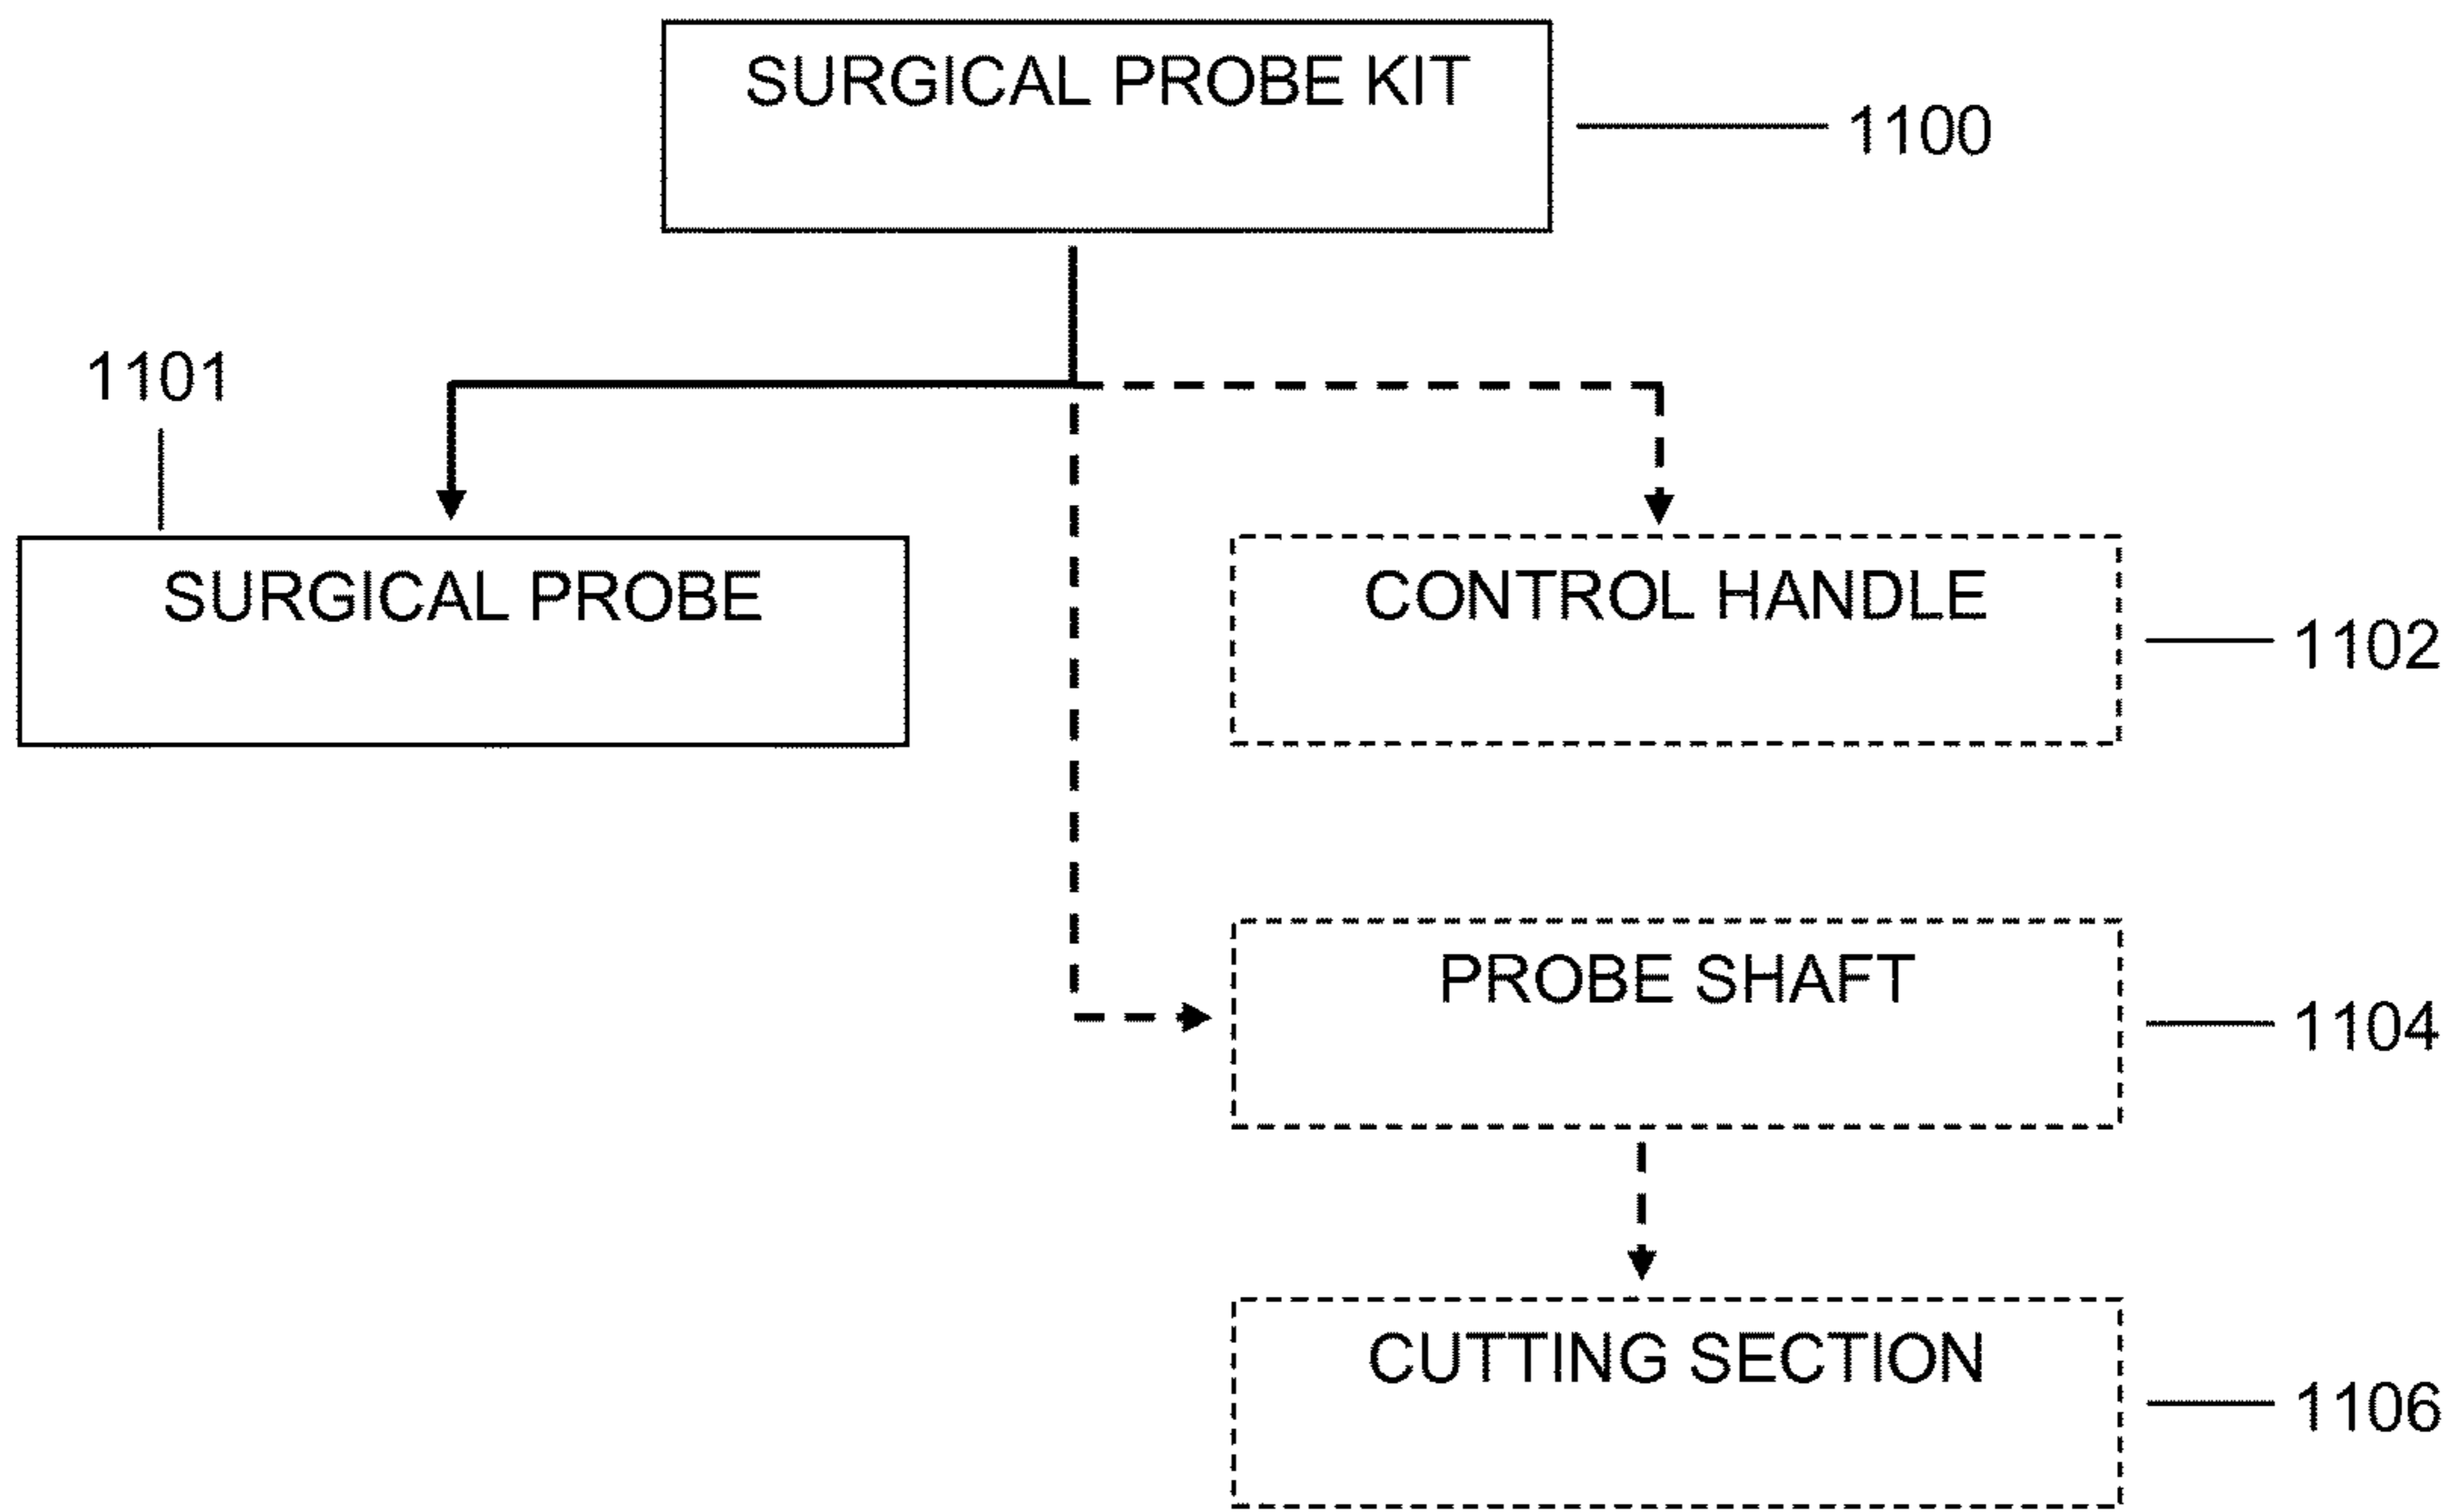 SURGICAL PROBE KIT
1100
1101
SURGICAL PROBE
CONTROL HANDLE
1102
PROBE SHAFT
1104
CUTTING SECTION
1106